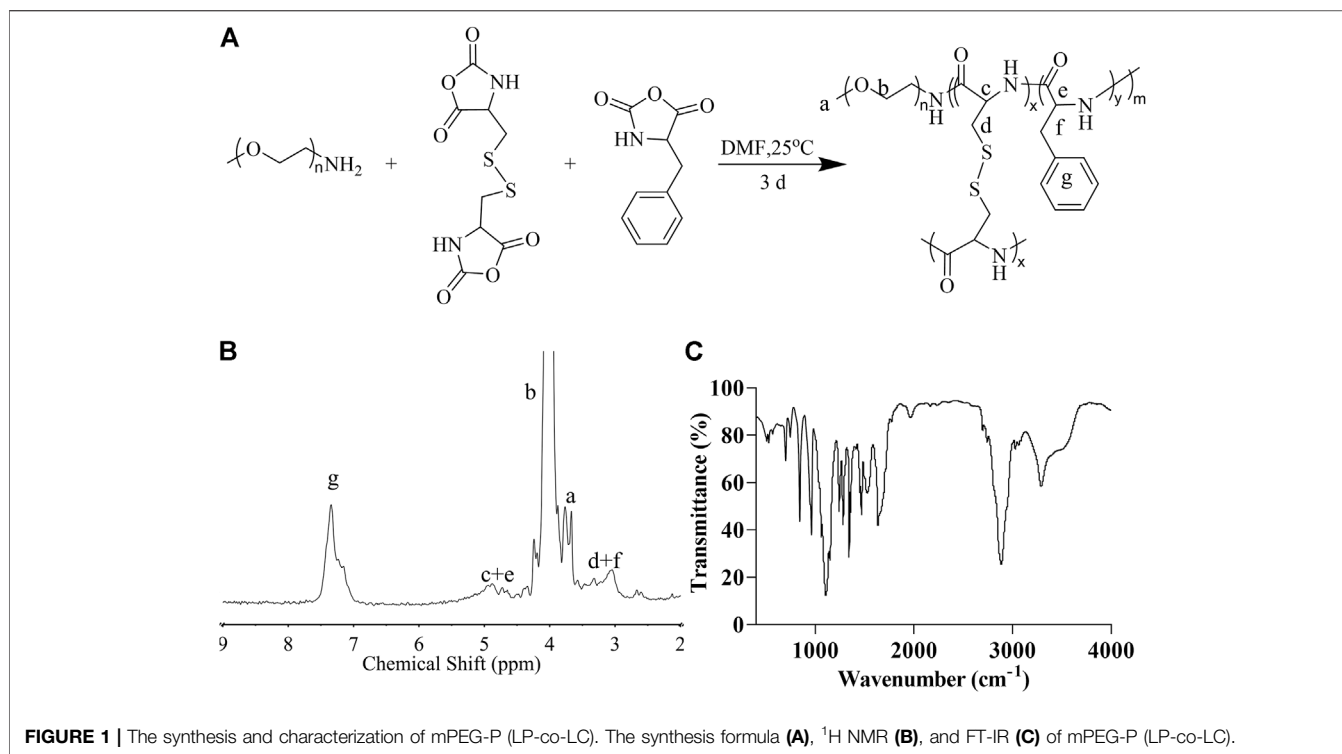 A
O
O
NH
O
O
S
S
HN
O
O
O
O
n
NH2
+
+
O
O
O
HN
DMF,25°C
3 d
a
O
b
n
N
H
O
c
H
N
x
O
e
N
H
y
m
d
f
S
S
g
O
N
H
x
B
b
g
a
c+e
d+f
9 8 7 6 5 4 3 2
Chemical Shift (ppm)
C
Transmittance (%)
100
80
60
40
20
0
1000 2000 3000 4000
Wavenumber (cm-1)
FIGURE 1 | The synthesis and characterization of mPEG-P (LP-co-LC). The synthesis formula (A), 1H NMR (B), and FT-IR (C) of mPEG-P (LP-co-LC).